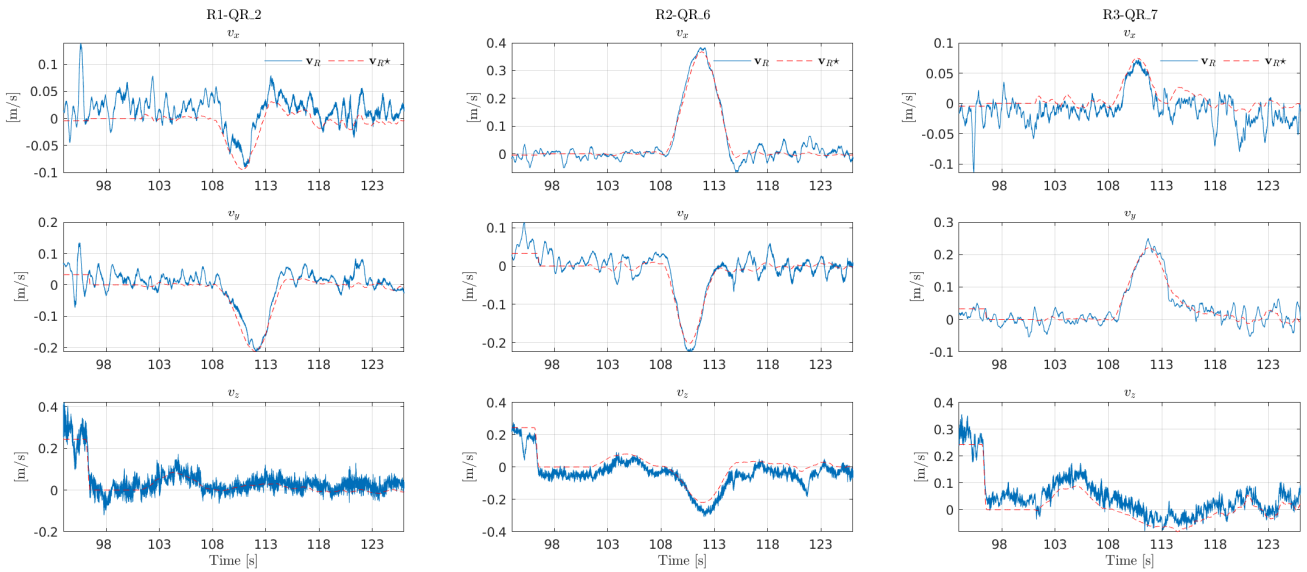 R1-QR_2
v_x
v_R v_R⋆
[m/s]
0.1
0.05
0
-0.05
-0.1
98 103 108 113 118 123
v_y
[m/s]
0.2
0.1
0
-0.1
-0.2
98 103 108 113 118 123
v_z
[m/s]
0.4
0.2
0
-0.2
98 103 108 113 118 123
Time [s]
R2-QR_6
v_x
v_R v_R⋆
[m/s]
0.4
0.3
0.2
0.1
0
98 103 108 113 118 123
v_y
[m/s]
0.1
0
-0.1
-0.2
98 103 108 113 118 123
v_z
[m/s]
0.4
0.2
0
-0.2
-0.4
98 103 108 113 118 123
Time [s]
R3-QR_7
v_x
v_R v_R⋆
[m/s]
0.1
0.05
0
-0.05
-0.1
98 103 108 113 118 123
v_y
[m/s]
0.3
0.2
0.1
0
-0.1
98 103 108 113 118 123
v_z
[m/s]
0.4
0.3
0.2
0.1
0
98 103 108 113 118 123
Time [s]